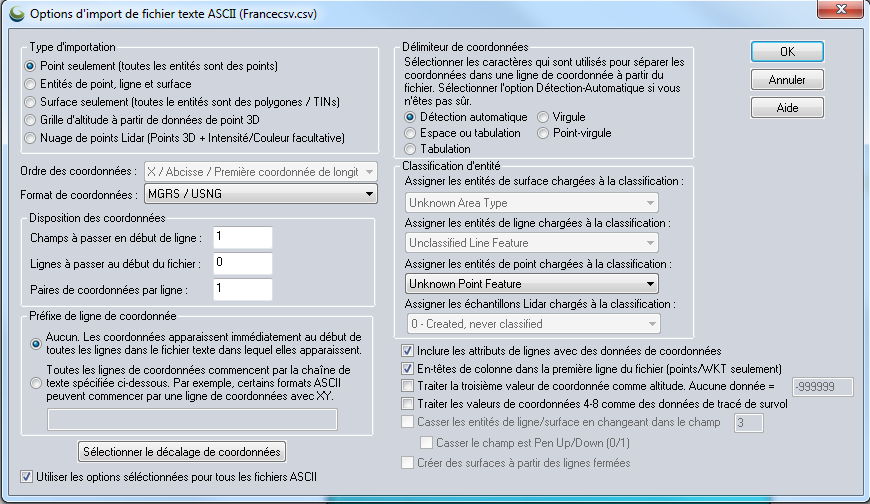 Options d'import de fichier texte ASCII (Francecsv.csv)
Type d'importation
Point seulement (toutes les entités sont des points)
Entités de point, ligne et surface
Surface seulement (toutes le entités sont des polygones / TINs)
Grille d'altitude à partir de données de point 3D
Nuage de points Lidar (Points 3D + Intensité/Couleur facultative)
Ordre des coordonnées :
X / Abcisse / Première coordonnée de longit
Format de coordonnées :
MGRS / USNG
Disposition des coordonnées
Champs à passer en début de ligne :
1
Lignes à passer au début du fichier :
0
Paires de coordonnées par ligne :
1
Préfixe de ligne de coordonnée
Aucun. Les coordonnées apparaissent immédiatement au début de
toutes les lignes dans le fichier texte dans lequel elles apparaissent.
Toutes les lignes de coordonnées commencent par la chaîne de
texte spécifiée ci-dessous. Par exemple, certains formats ASCII
peuvent commencer par une ligne de coordonnées avec XY.
Sélectionner le décalage de coordonnées
Utiliser les options séléctionnées pour tous les fichiers ASCII
Délimiteur de coordonnées
Sélectionner les caractères qui sont utilisés pour séparer les
coordonnées dans une ligne de coordonnée à partir du
fichier. Sélectionner l'option Détection-Automatique si vous
n'êtes pas sûr.
Détection automatique
Virgule
Espace ou tabulation
Point-virgule
Tabulation
Classification d'entité
Assigner les entités de surface chargées à la classification :
Unknown Area Type
Assigner les entités de ligne chargées à la classification :
Unclassified Line Feature
Assigner les entités de point chargées à la classification :
Unknown Point Feature
Assigner les échantillons Lidar chargés à la classification :
0 - Created, never classified
Inclure les attributs de lignes avec des données de coordonnées
En-têtes de colonne dans la première ligne du fichier (points/WKT seulement)
Traiter la troisième valeur de coordonnée comme altitude. Aucune donnée =
-999999
Traiter les valeurs de coordonnées 4-8 comme des données de tracé de survol
Casser les entités de ligne/surface en changeant dans le champ
3
Casser le champ est Pen Up/Down (0/1)
Créer des surfaces à partir des lignes fermées
OK
Annuler
Aide